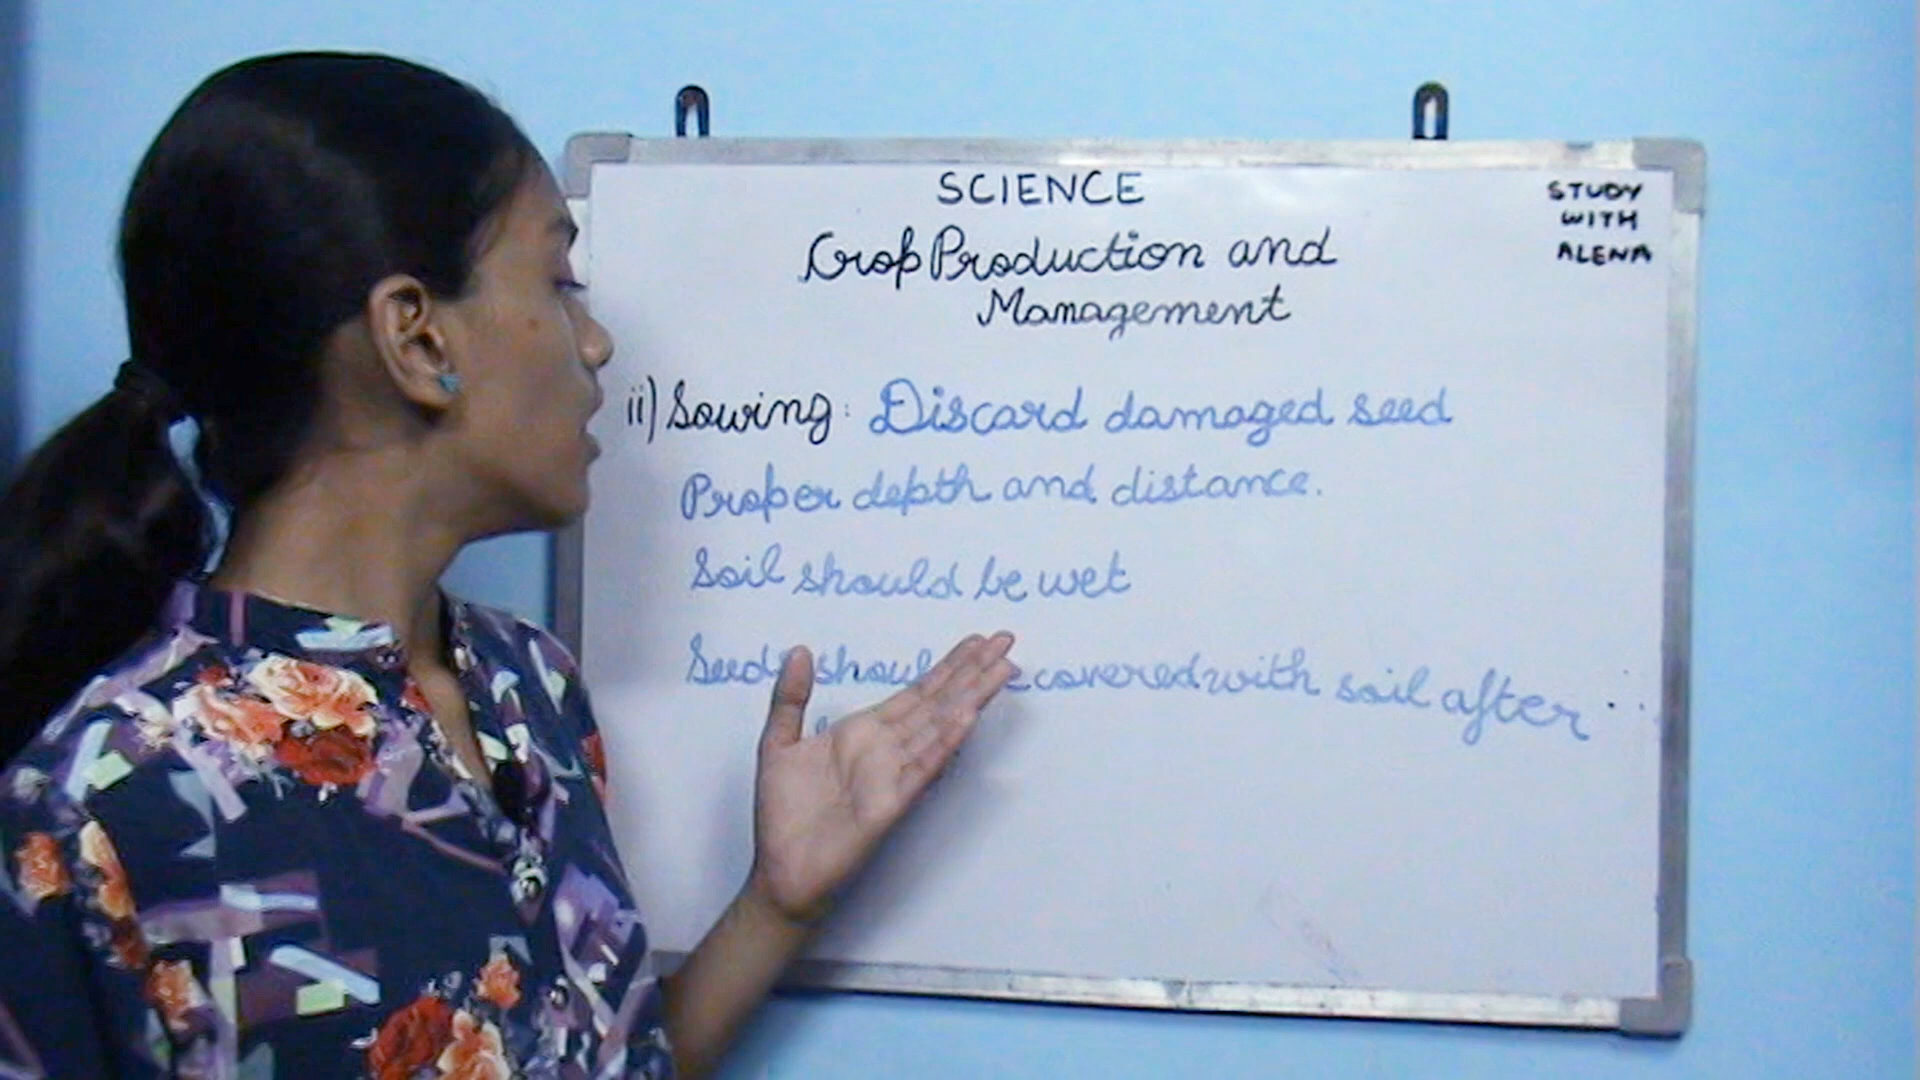 SCIENCE
STUDY
WITH
ALENA
Crop Production and
Management
ii) Sowing: Discard damaged seed
Proper depth and distance.
Soil should be wet
Seeds covered with soil after